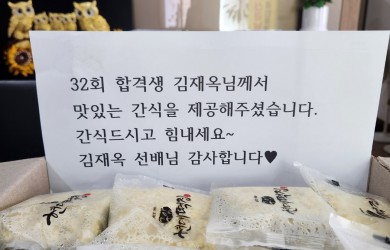 32회 합격생 김재옥님께서
맛있는 간식을 제공해주셨습니다.
간식드시고 힘내세요~
김재옥 선배님 감사합니다♥